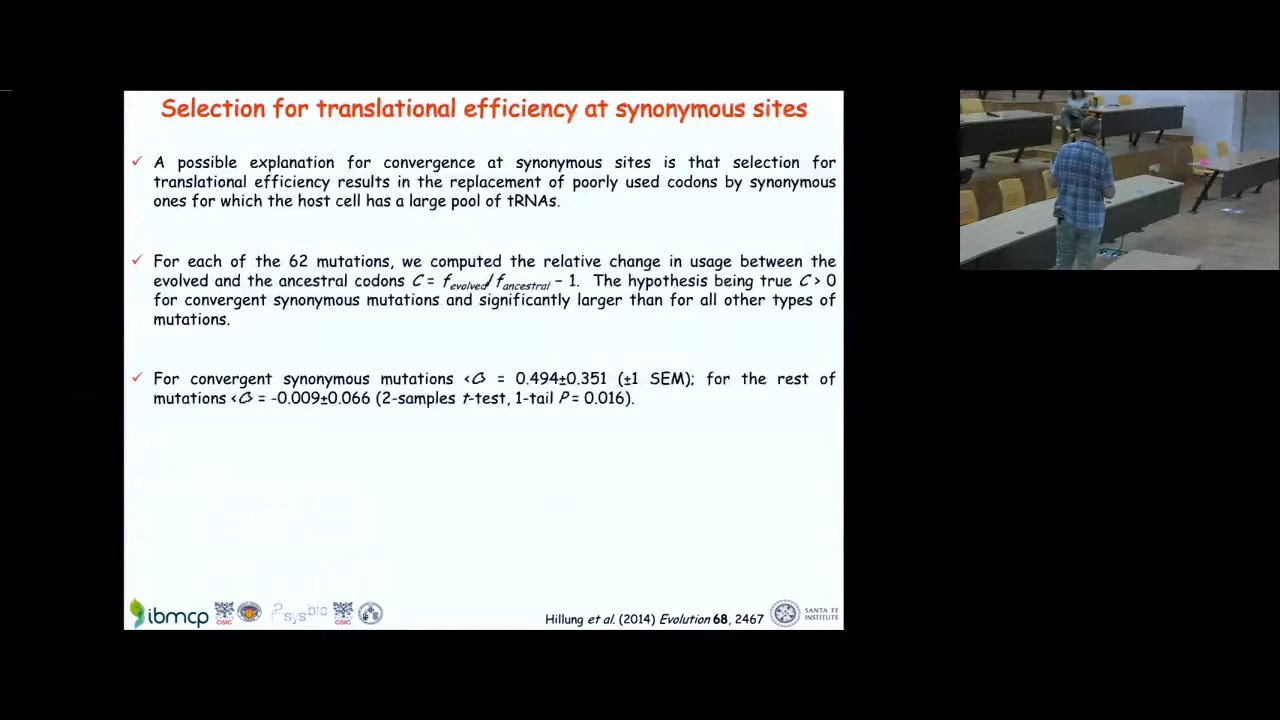 Selection for translational efficiency at synonymous sites
✓ A possible explanation for convergence at synonymous sites is that selection for
translational efficiency results in the replacement of poorly used codons by synonymous
ones for which the host cell has a large pool of tRNAs.
✓ For each of the 62 mutations, we computed the relative change in usage between the
evolved and the ancestral codons C = fevolved/fancestral − 1. The hypothesis being true C > 0
for convergent synonymous mutations and significantly larger than for all other types of
mutations.
✓ For convergent synonymous mutations <C> = 0.494±0.351 (±1 SEM); for the rest of
mutations <C> = -0.009±0.066 (2-samples t-test, 1-tail P = 0.016).
ibmcp
CSIC
sysbio
CSIC
Hillung et al. (2014) Evolution 68, 2467
SANTA FE
INSTITUTE